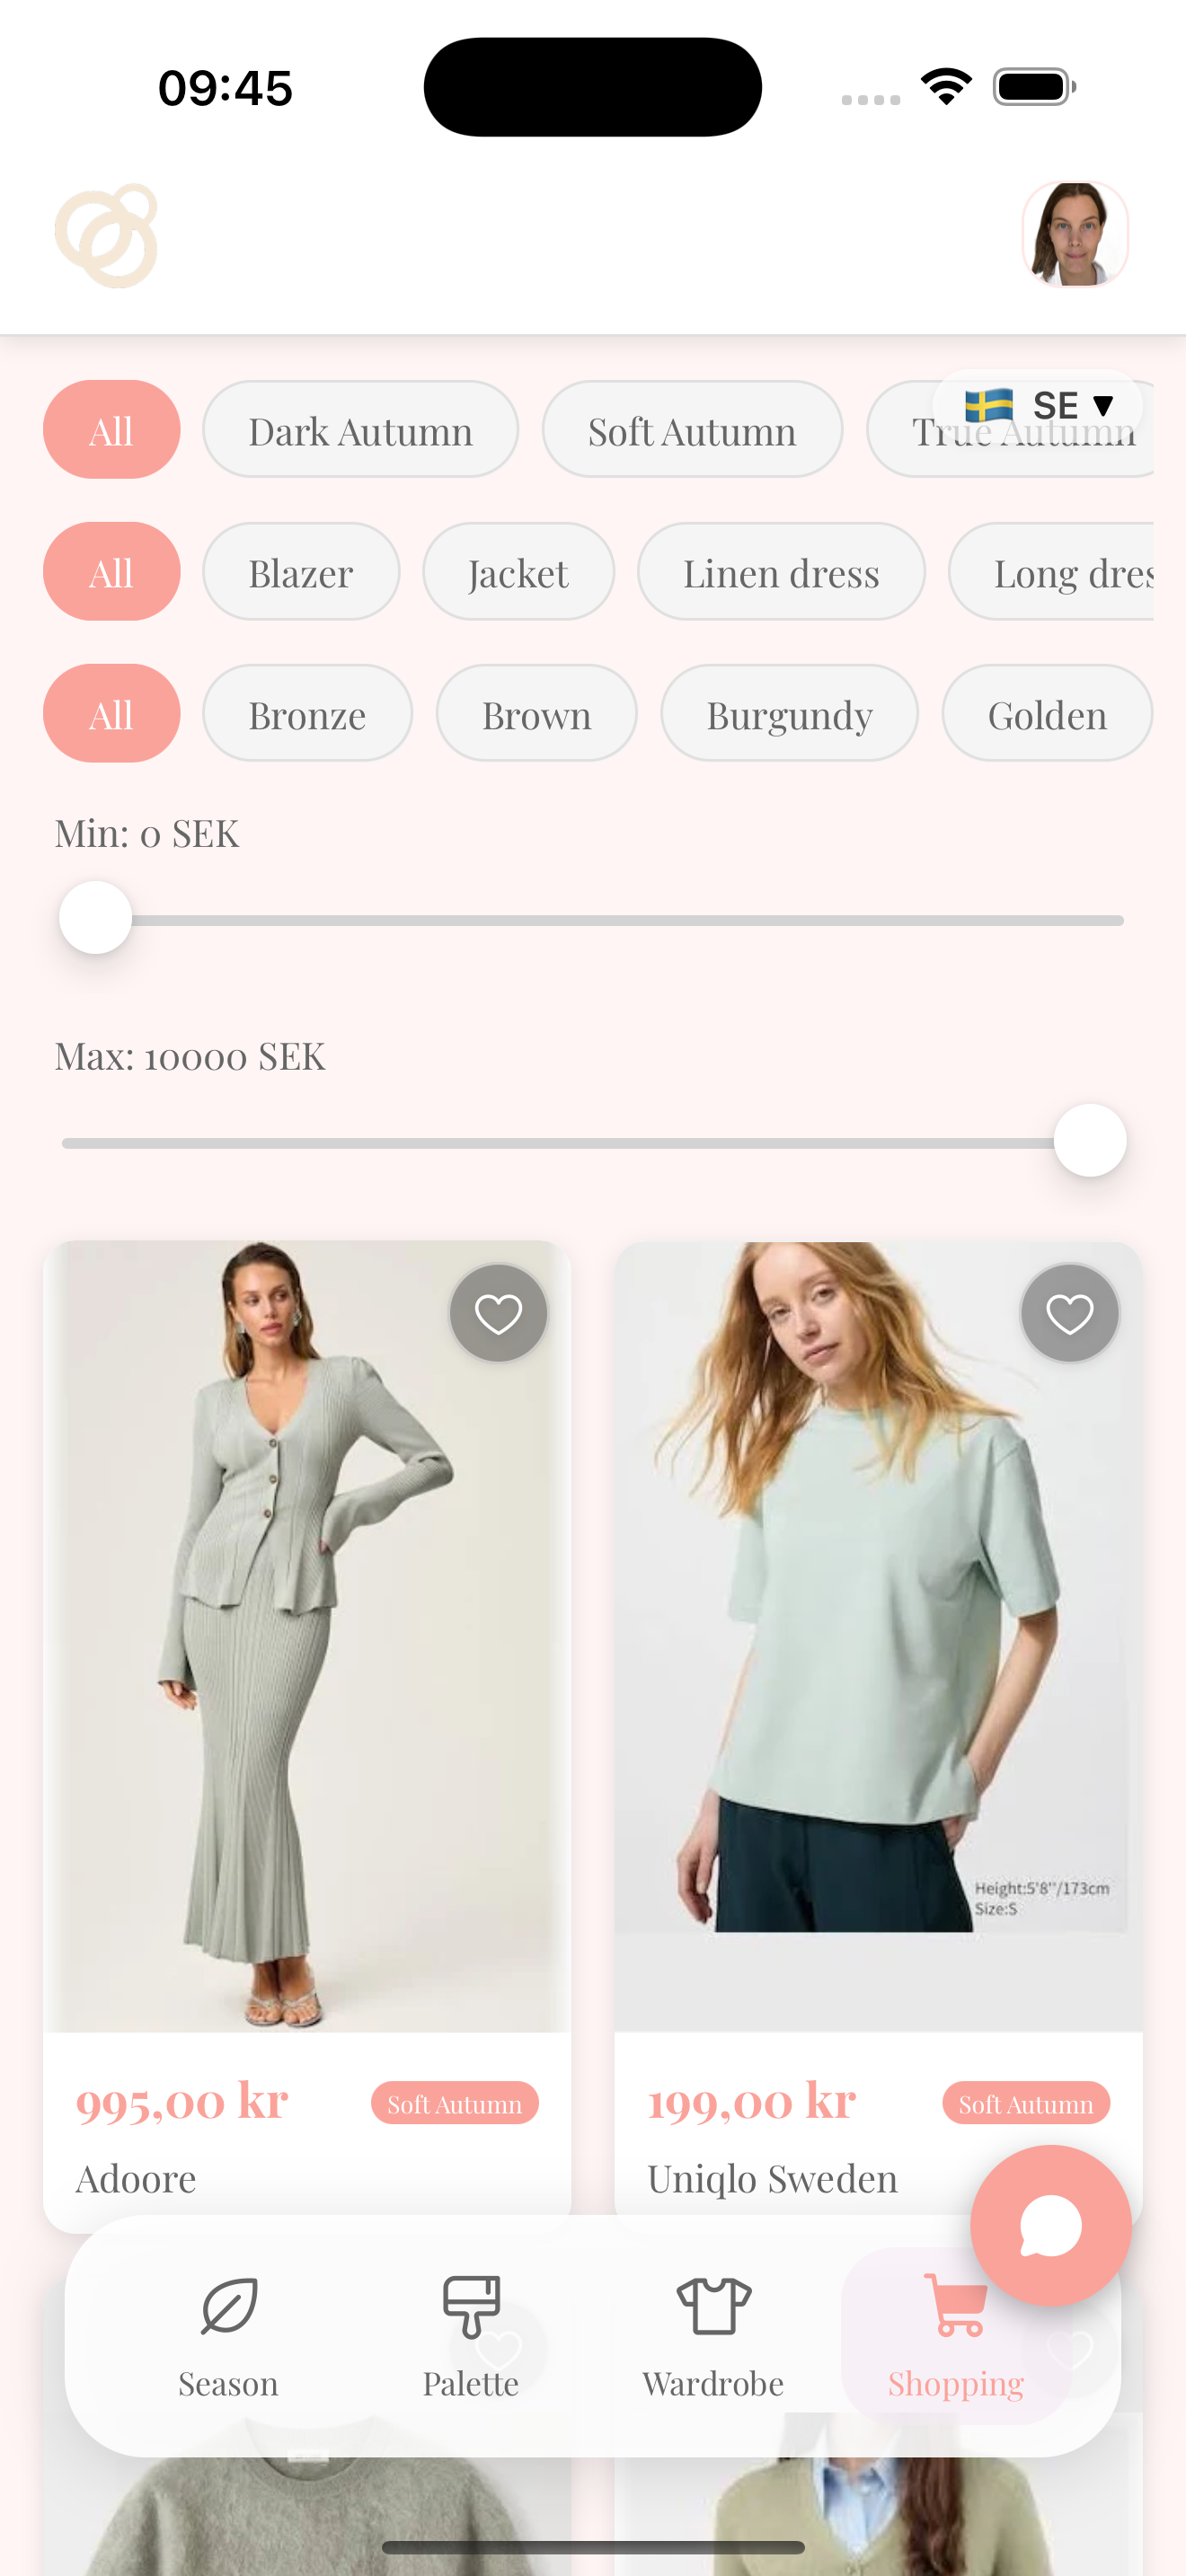 09:45
SE ▼
All Dark Autumn Soft Autumn True Autumn
All Blazer Jacket Linen dress Long dres
All Bronze Brown Burgundy Golden
Min: 0 SEK
Max: 10000 SEK
Height:5'8"/173cm
Size:S
995,00 kr Soft Autumn
Adoore
199,00 kr Soft Autumn
Uniqlo Sweden
Season Palette Wardrobe Shopping